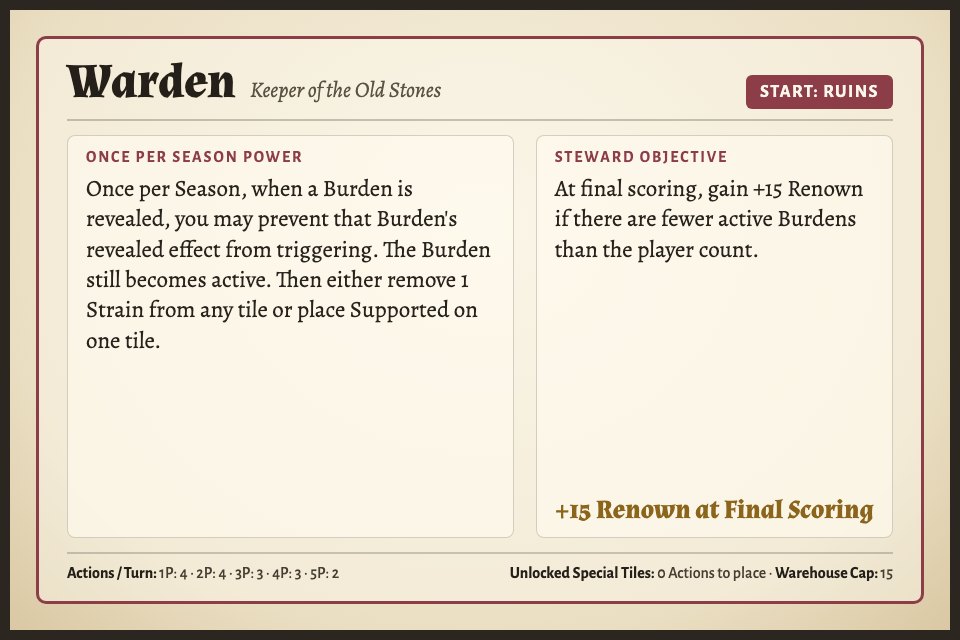 Warden Keeper of the Old Stones START: RUINS
ONCE PER SEASON POWER
Once per Season, when a Burden is
revealed, you may prevent that Burden's
revealed effect from triggering. The Burden
still becomes active. Then either remove 1
Strain from any tile or place Supported on
one tile.
STEWARD OBJECTIVE
At final scoring, gain +15 Renown
if there are fewer active Burdens
than the player count.
+15 Renown at Final Scoring
Actions / Turn: 1P: 4 · 2P: 4 · 3P: 3 · 4P: 3 · 5P: 2
Unlocked Special Tiles: 0 Actions to place · Warehouse Cap: 15